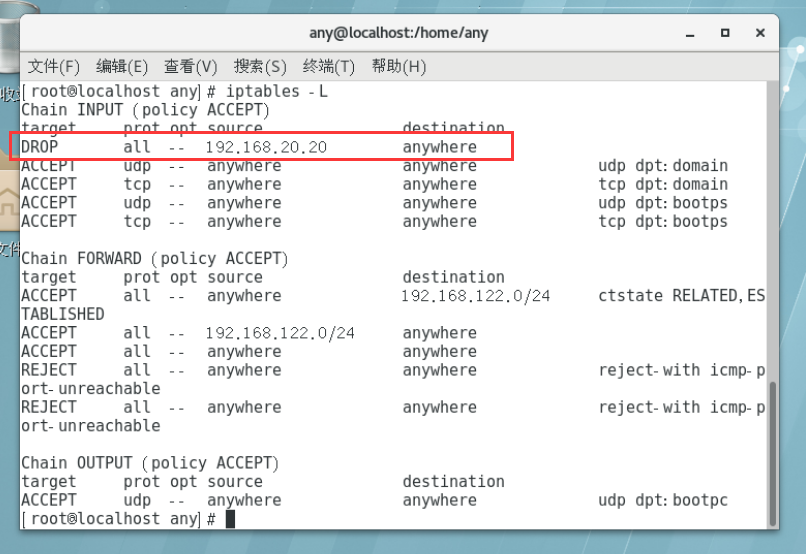 any@localhost:/home/any
文件(F) 编辑(E) 查看(V) 搜索(S) 终端(T) 帮助(H)
[root@localhost any]# iptables -L
Chain INPUT (policy ACCEPT)
target prot opt source destination
DROP all -- 192.168.20.20 anywhere
ACCEPT udp -- anywhere anywhere udp dpt:domain
ACCEPT tcp -- anywhere anywhere tcp dpt:domain
ACCEPT udp -- anywhere anywhere udp dpt:bootps
ACCEPT tcp -- anywhere anywhere tcp dpt:bootps
Chain FORWARD (policy ACCEPT)
target prot opt source destination
ACCEPT all -- anywhere 192.168.122.0/24 ctstate RELATED,ES
TABLISHED
ACCEPT all -- 192.168.122.0/24 anywhere
ACCEPT all -- anywhere anywhere
REJECT all -- anywhere anywhere reject-with icmp-p
ort-unreachable
REJECT all -- anywhere anywhere reject-with icmp-p
ort-unreachable
Chain OUTPUT (policy ACCEPT)
target prot opt source destination
ACCEPT udp -- anywhere anywhere udp dpt:bootpc
[root@localhost any]#